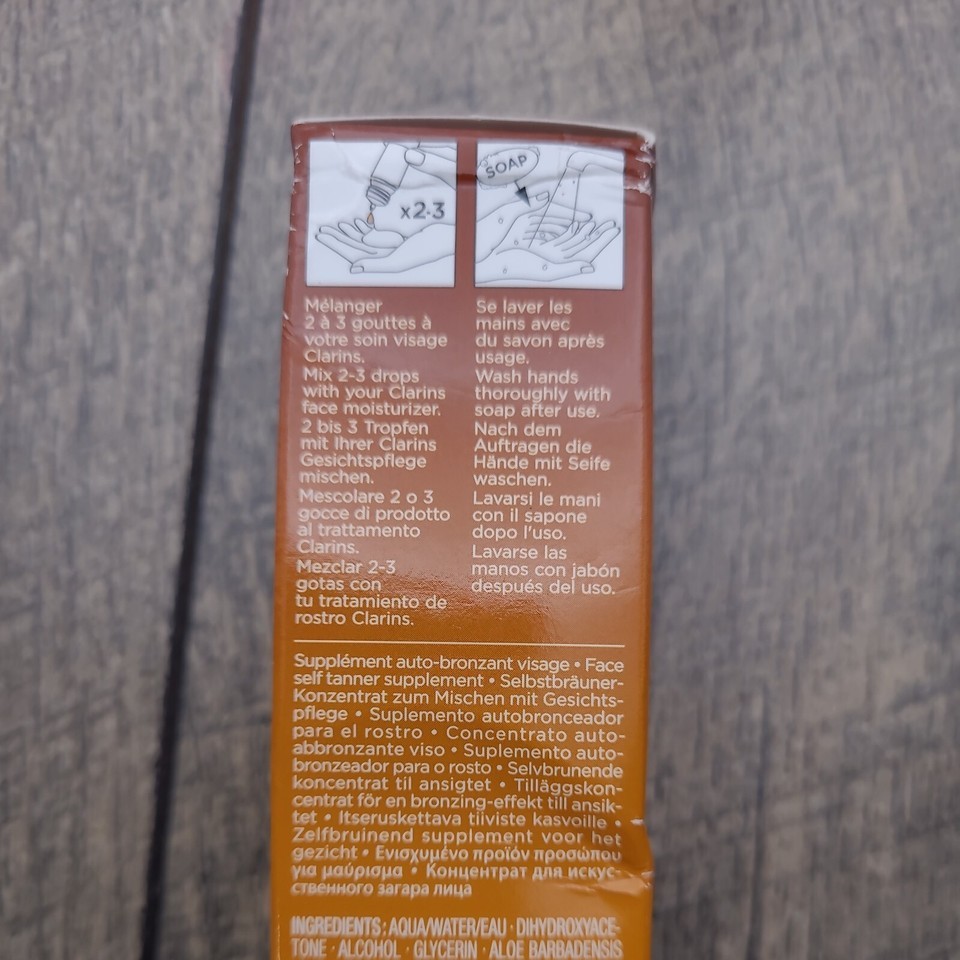 x2-3
SOAP
Mélanger
2 à 3 gouttes à
votre soin visage
Clarins.
Mix 2-3 drops
with your Clarins
face moisturizer.
2 bis 3 Tropfen
mit Ihrer Clarins
Gesichtspflege
mischen.
Mescolare 2 o 3
gocce di prodotto
al trattamento
Clarins.
Mezclar 2-3
gotas con
tu tratamiento de
rostro Clarins.
Se laver les
mains avec
du savon après
usage.
Wash hands
thoroughly with
soap after use.
Nach dem
Auftragen die
Hände mit Seife
waschen.
Lavarsi le mani
con il sapone
dopo l'uso.
Lavarse las
manos con jabón
después del uso.
Supplément auto-bronzant visage • Face
self tanner supplement • Selbstbräuner-
Konzentrat zum Mischen mit Gesichts-
pflege • Suplemento autobronceador
para el rostro • Concentrato auto-
abbronzante viso • Suplemento auto-
bronzeador para o rosto • Selvbrunende
koncentrat til ansigtet • Tilläggskon-
centrat för en bronzing-effekt till ansik-
tet • Itseruskettava tiiviste kasvoille •
Zelfbruinend supplement voor het
gezicht • Ενισχυμένο προϊόν προσώπου
για μαύρισμα • Концентрат для искус-
ственного загара лица
INGREDIENTS: AQUA/WATER/EAU · DIHYDROXYACE-
TONE · ALCOHOL · GLYCERIN · ALOE BARBADENSIS